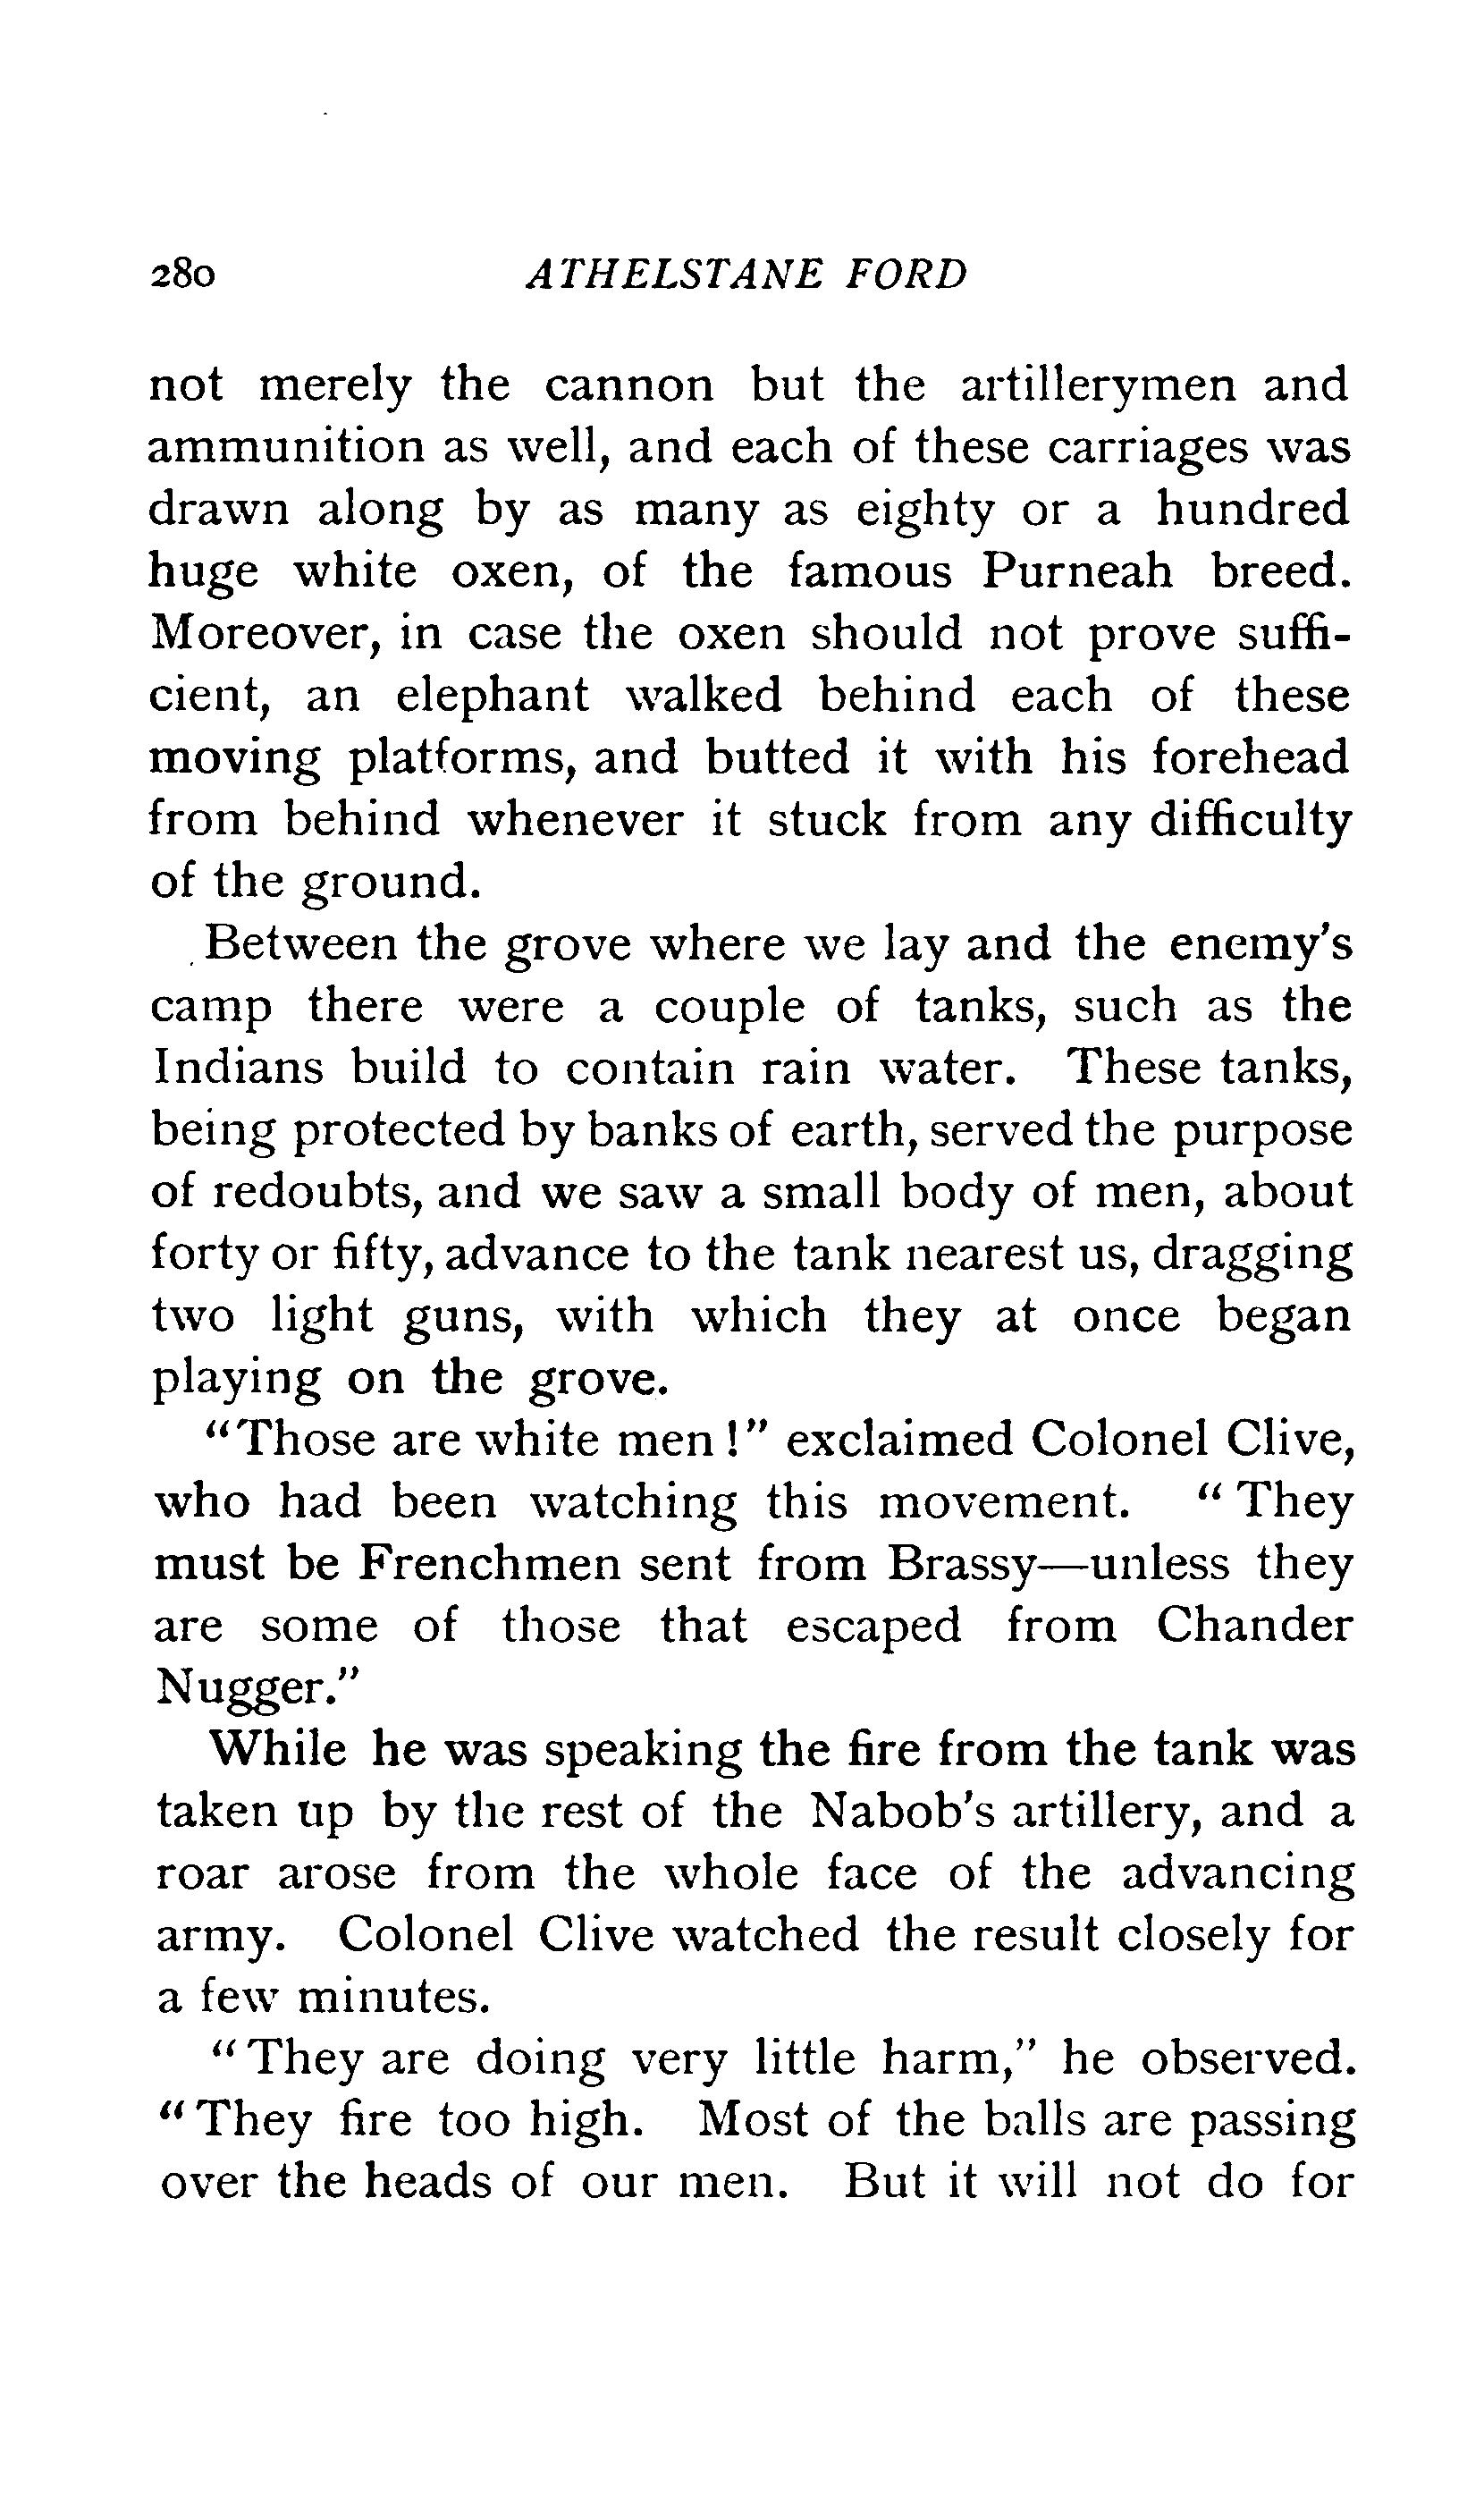 280 ATHELSTANE FORD
not merely the cannon but the artillerymen and
ammunition as well, and each of these carriages was
drawn along by as many as eighty or a hundred
huge white oxen, of the famous Purneah breed.
Moreover, in case the oxen should not prove suffi-
cient, an elephant walked behind each of these
moving platforms, and butted it with his forehead
from behind whenever it stuck from any difficulty
of the ground.
Between the grove where we lay and the enemy's
camp there were a couple of tanks, such as the
Indians build to contain rain water. These tanks,
being protected by banks of earth, served the purpose
of redoubts, and we saw a small body of men, about
forty or fifty, advance to the tank nearest us, dragging
two light guns, with which they at once began
playing on the grove.
"Those are white men!" exclaimed Colonel Clive,
who had been watching this movement. "They
must be Frenchmen sent from Brassy—unless they
are some of those that escaped from Chander
Nugger."
While he was speaking the fire from the tank was
taken up by the rest of the Nabob's artillery, and a
roar arose from the whole face of the advancing
army. Colonel Clive watched the result closely for
a few minutes.
"They are doing very little harm," he observed.
"They fire too high. Most of the balls are passing
over the heads of our men. But it will not do for